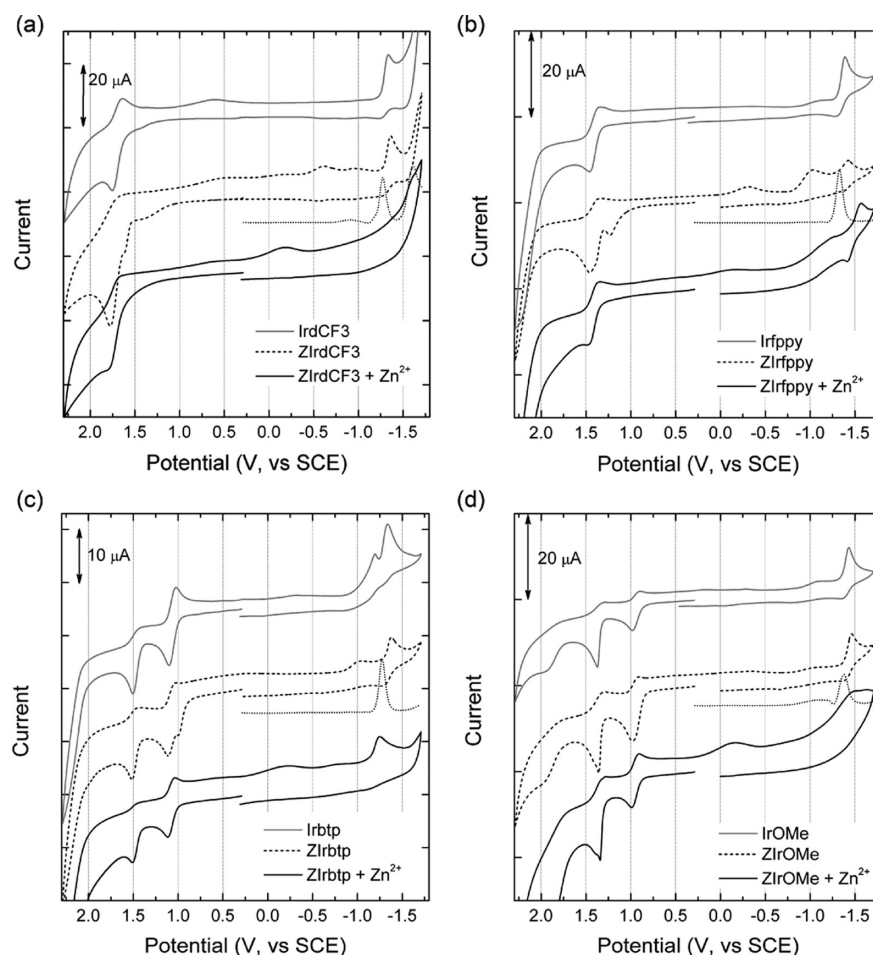 (a)
20 μA
Current
IrdCF3
ZIrdCF3
ZIrdCF3 + Zn²⁺
2.0 1.5 1.0 0.5 0.0 -0.5 -1.0 -1.5
Potential (V, vs SCE)
(b)
20 μA
Current
Irfppy
ZIrfppy
ZIrfppy + Zn²⁺
2.0 1.5 1.0 0.5 0.0 -0.5 -1.0 -1.5
Potential (V, vs SCE)
(c)
10 μA
Current
Irbtp
ZIrbtp
ZIrbtp + Zn²⁺
2.0 1.5 1.0 0.5 0.0 -0.5 -1.0 -1.5
Potential (V, vs SCE)
(d)
20 μA
Current
IrOMe
ZIrOMe
ZIrOMe + Zn²⁺
2.0 1.5 1.0 0.5 0.0 -0.5 -1.0 -1.5
Potential (V, vs SCE)